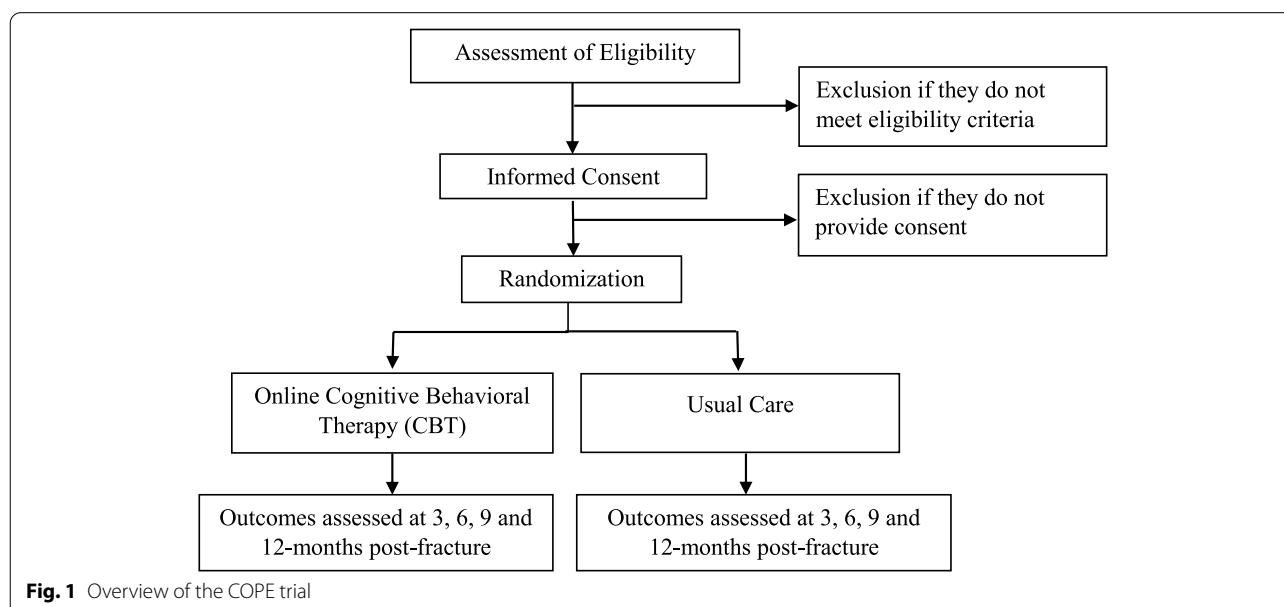 Assessment of Eligibility
Exclusion if they do not
meet eligibility criteria
Informed Consent
Exclusion if they do not
provide consent
Randomization
Online Cognitive Behavioral
Therapy (CBT)
Usual Care
Outcomes assessed at 3, 6, 9 and
12-months post-fracture
Outcomes assessed at 3, 6, 9 and
12-months post-fracture
Fig. 1 Overview of the COPE trial